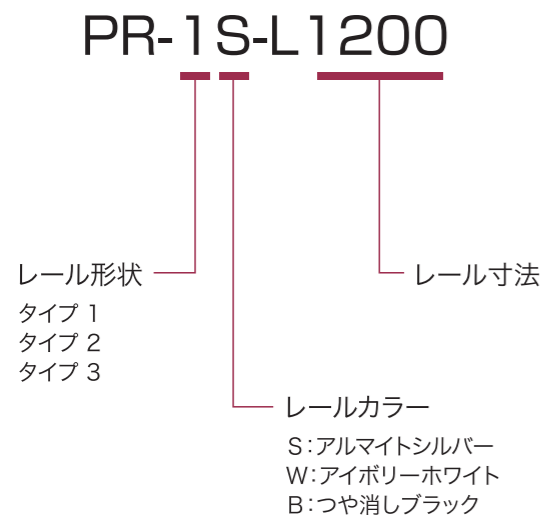 PR-1S-L1200
レール形状
タイプ 1
タイプ 2
タイプ 3
レール寸法
レールカラー
S：アルマイトシルバー
W：アイボリーホワイト
B：つや消しブラック